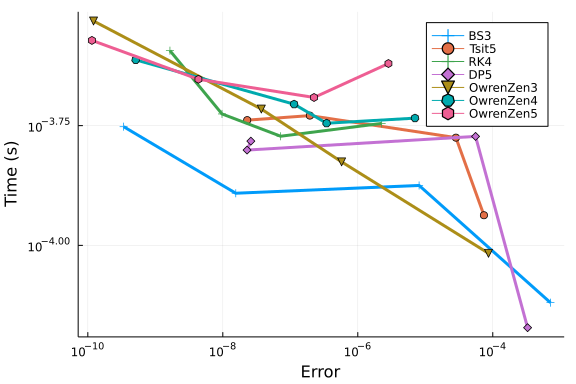 BS3
Tsit5
RK4
DP5
OwrenZen3
OwrenZen4
OwrenZen5
Time (s)
10^-3.75
10^-4.00
10^-10
10^-8
10^-6
10^-4
Error